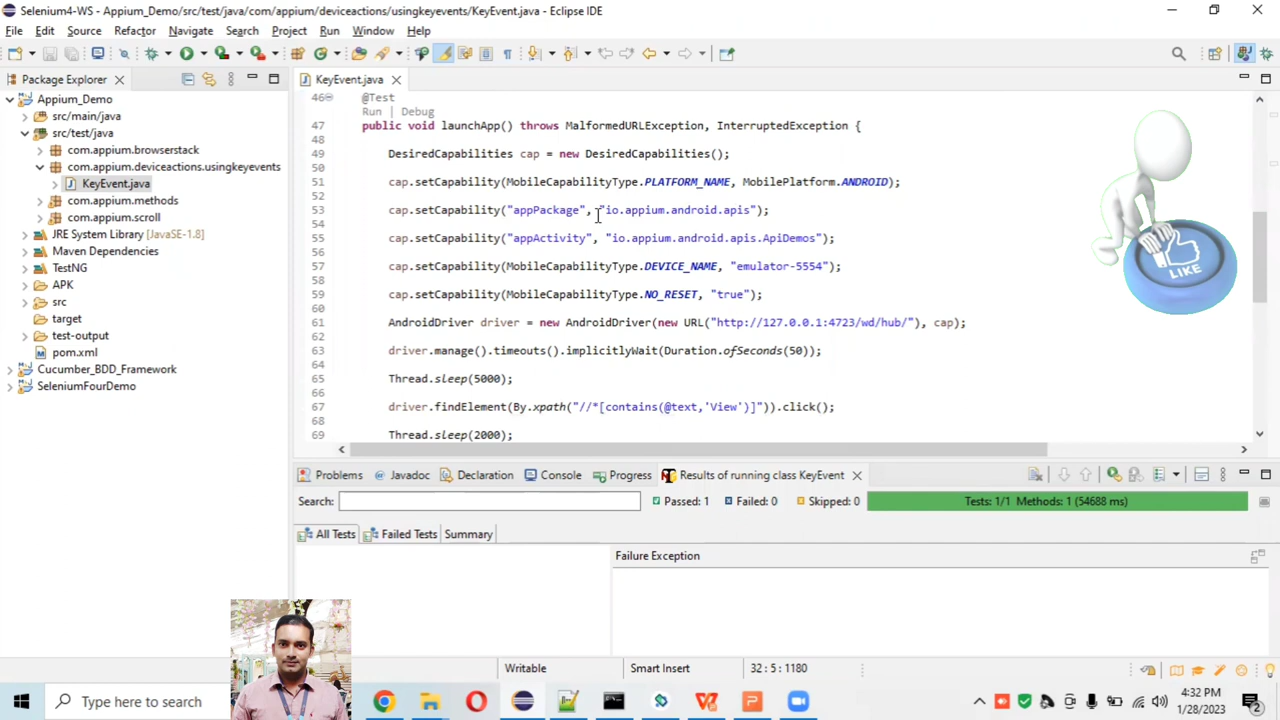 Selenium4-WS - Appium_Demo/src/test/java/com/appium/deviceactions/usingkeyevents/KeyEvent.java - Eclipse IDE
File Edit Source Refactor Navigate Search Project Run Window Help
Package Explorer
KeyEvent.java
Appium_Demo
src/main/java
src/test/java
com.appium.browserstack
com.appium.deviceactions.usingkeyevents
KeyEvent.java
com.appium.methods
com.appium.scroll
JRE System Library [JavaSE-1.8]
Maven Dependencies
TestNG
APK
src
target
test-output
pom.xml
Cucumber_BDD_Framework
SeleniumFourDemo
46 @Test
Run | Debug
47 public void launchApp() throws MalformedURLException, InterruptedException {
48
49 DesiredCapabilities cap = new DesiredCapabilities();
50
51 cap.setCapability(MobileCapabilityType.PLATFORM_NAME, MobilePlatform.ANDROID);
52
53 cap.setCapability("appPackage", "io.appium.android.apis");
54
55 cap.setCapability("appActivity", "io.appium.android.apis.ApiDemos");
56
57 cap.setCapability(MobileCapabilityType.DEVICE_NAME, "emulator-5554");
58
59 cap.setCapability(MobileCapabilityType.NO_RESET, "true");
60
61 AndroidDriver driver = new AndroidDriver(new URL("http://127.0.0.1:4723/wd/hub/"), cap);
62
63 driver.manage().timeouts().implicitlyWait(Duration.ofSeconds(50));
64
65 Thread.sleep(5000);
66
67 driver.findElement(By.xpath("//*[contains(@text,'View')]")).click();
68
69 Thread.sleep(2000);
LIKE
Problems Javadoc Declaration Console Progress Results of running class KeyEvent
Search: Passed: 1 Failed: 0 Skipped: 0 Tests: 1/1 Methods: 1 (54688 ms)
All Tests Failed Tests Summary
Failure Exception
Writable Smart Insert 32 : 5 : 1180
Type here to search
4:32 PM
1/28/2023
2